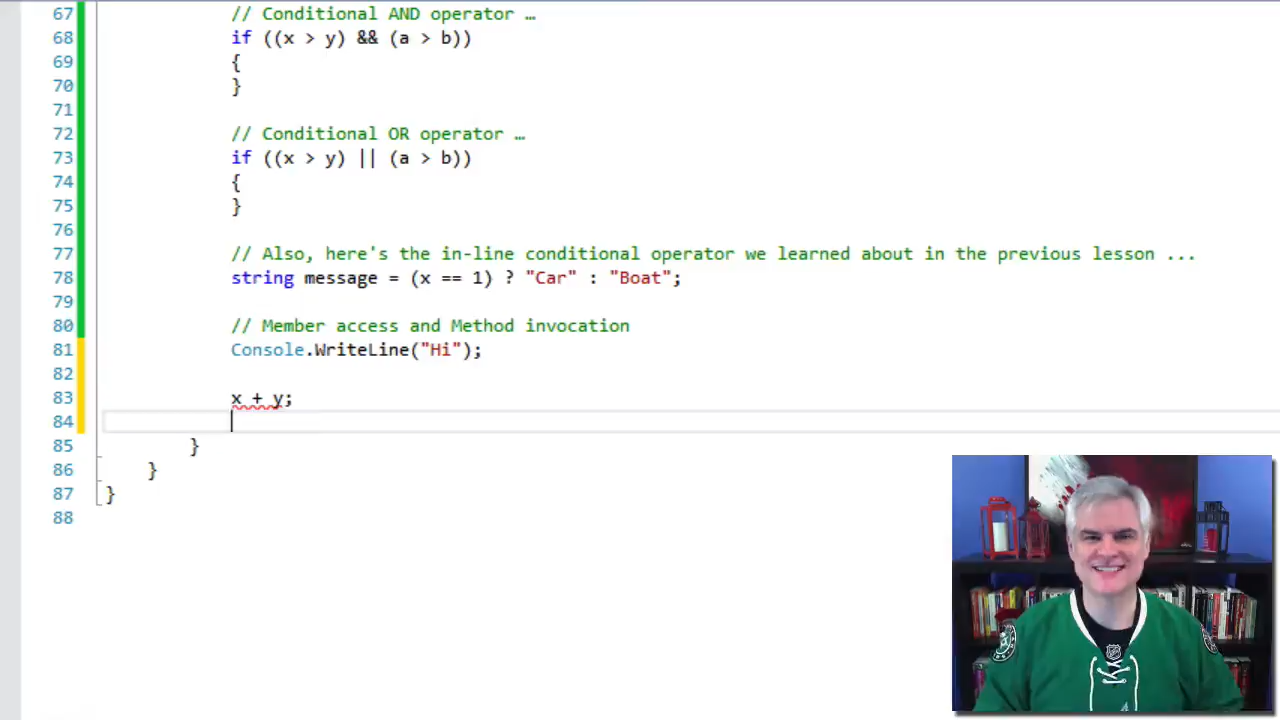 67 // Conditional AND operator …
68 if ((x > y) && (a > b))
69 {
70 }
71
72 // Conditional OR operator …
73 if ((x > y) || (a > b))
74 {
75 }
76
77 // Also, here's the in-line conditional operator we learned about in the previous lesson ...
78 string message = (x == 1) ? "Car" : "Boat";
79
80 // Member access and Method invocation
81 Console.WriteLine("Hi");
82
83 x + y;
84
85 }
86 }
87 }
88